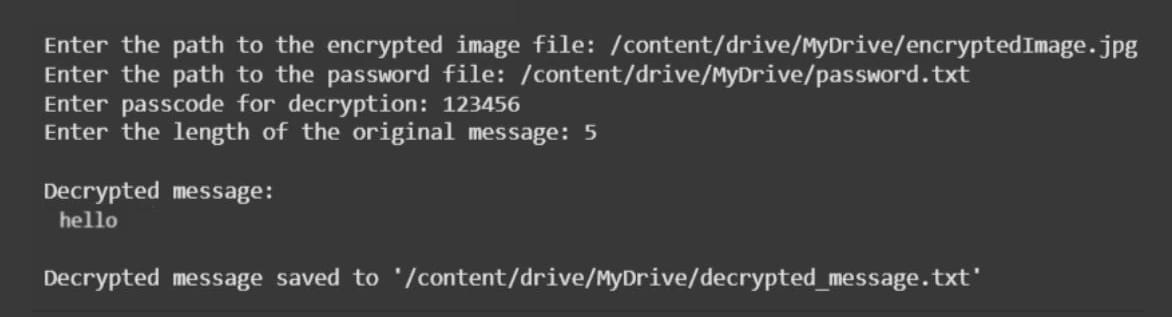 Enter the path to the encrypted image file: /content/drive/MyDrive/encryptedImage.jpg
Enter the path to the password file: /content/drive/MyDrive/password.txt
Enter passcode for decryption: 123456
Enter the length of the original message: 5
Decrypted message:
hello
Decrypted message saved to '/content/drive/MyDrive/decrypted_message.txt'